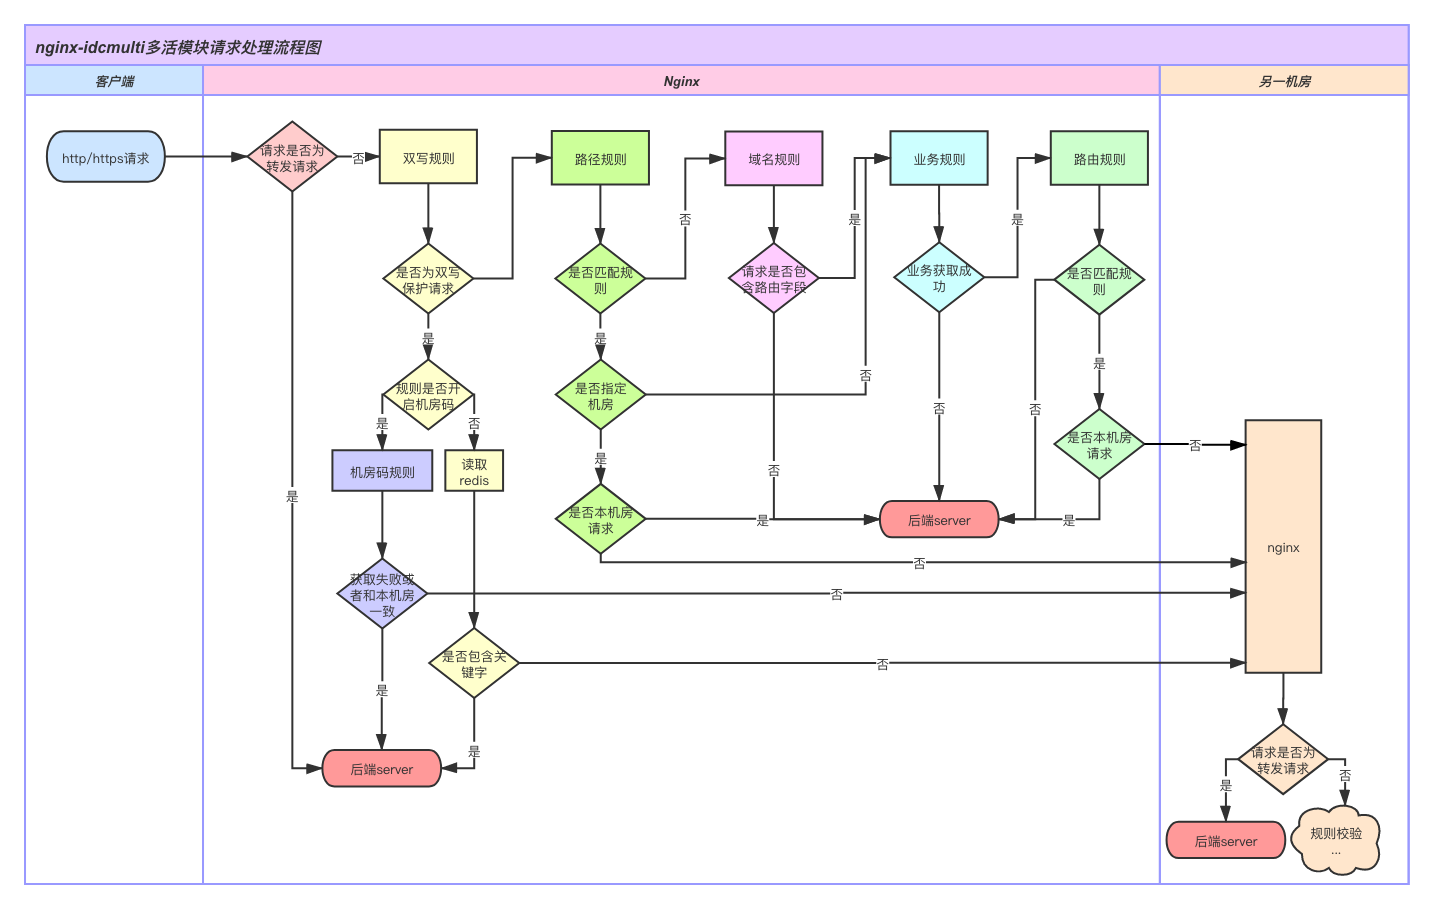 nginx-idcmulti多活模块请求处理流程图
客户端
Nginx
另一机房
http/https请求
请求是否为
转发请求
否
双写规则
路径规则
域名规则
业务规则
路由规则
否
是
是
是否为双写
保护请求
是否匹配规
则
请求是否包
含路由字段
业务获取成
功
是否匹配规
则
是
是
是
规则是否开
启机房码
是否指定
机房
否
是
否
否
否
是否本机房
请求
否
机房码规则
读取
redis
是
否
是
是否本机房
请求
是
后端server
是
nginx
否
获取失败或
者和本机房
一致
否
是否包含关
键字
否
是
是
后端server
请求是否为
转发请求
是
否
后端server
规则校验
...